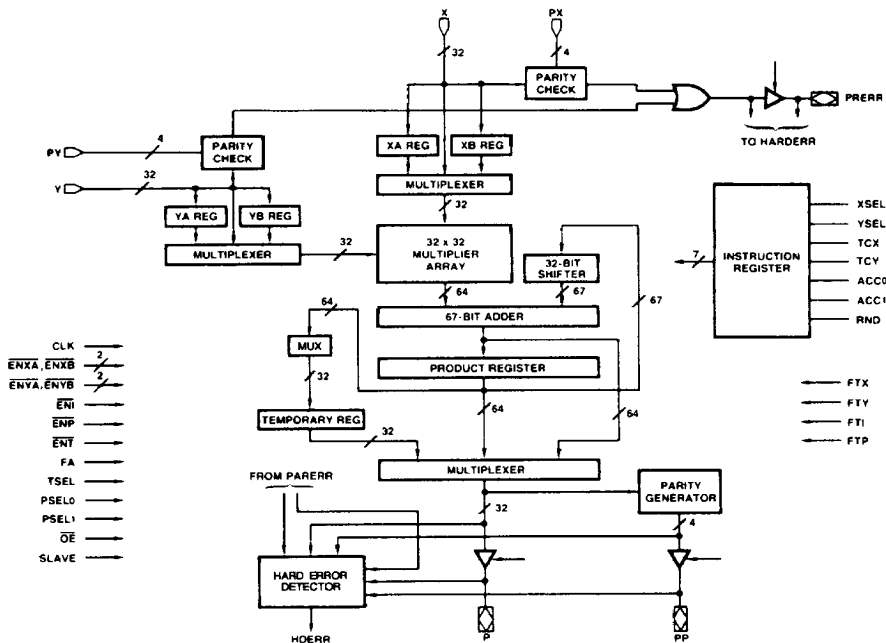 X
PX
32
4
PARITY
CHECK
PRERR
TO HARDERR
PY
4
PARITY
CHECK
XA REG
XB REG
Y
32
MULTIPLEXER
32
YA REG
YB REG
MULTIPLEXER
32
32 x 32
MULTIPLIER
ARRAY
32-BIT
SHIFTER
7
INSTRUCTION
REGISTER
XSEL
YSEL
TCX
TCY
ACC0
ACC1
RND
64
67
67
64
67-BIT ADDER
MUX
32
PRODUCT REGISTER
64
64
TEMPORARY REG
32
MULTIPLEXER
CLK
ENXA, ENXB
2
ENYA, ENYB
2
ENI
ENP
ENT
FA
TSEL
PSEL0
PSEL1
OE
SLAVE
FTX
FTY
FTI
FTP
FROM PARERR
32
PARITY
GENERATOR
4
HARD ERROR
DETECTOR
HDERR
P
PP